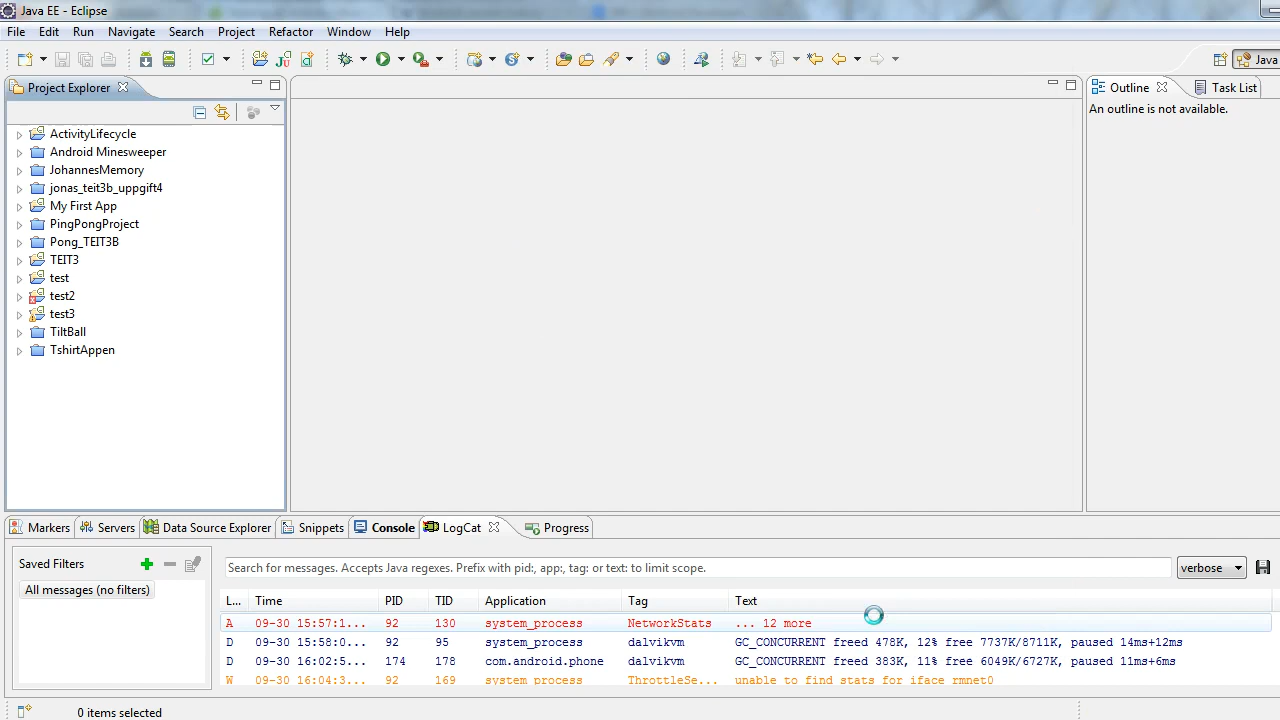 Java EE - Eclipse
File Edit Run Navigate Search Project Refactor Window Help
Java
Project Explorer
Outline Task List
An outline is not available.
ActivityLifecycle
Android Minesweeper
JohannesMemory
jonas_teit3b_uppgift4
My First App
PingPongProject
Pong_TEIT3B
TEIT3
test
test2
test3
TiltBall
TshirtAppen
Markers Servers Data Source Explorer Snippets Console LogCat Progress
Saved Filters
All messages (no filters)
Search for messages. Accepts Java regexes. Prefix with pid:, app:, tag: or text: to limit scope.
verbose
L... Time PID TID Application Tag Text
A 09-30 15:57:1... 92 130 system_process NetworkStats ... 12 more
D 09-30 15:58:0... 92 95 system_process dalvikvm GC_CONCURRENT freed 478K, 12% free 7737K/8711K, paused 14ms+12ms
D 09-30 16:02:5... 174 178 com.android.phone dalvikvm GC_CONCURRENT freed 383K, 11% free 6049K/6727K, paused 11ms+6ms
W 09-30 16:04:3... 92 169 system_process ThrottleSe... unable to find stats for iface rmnet0
0 items selected